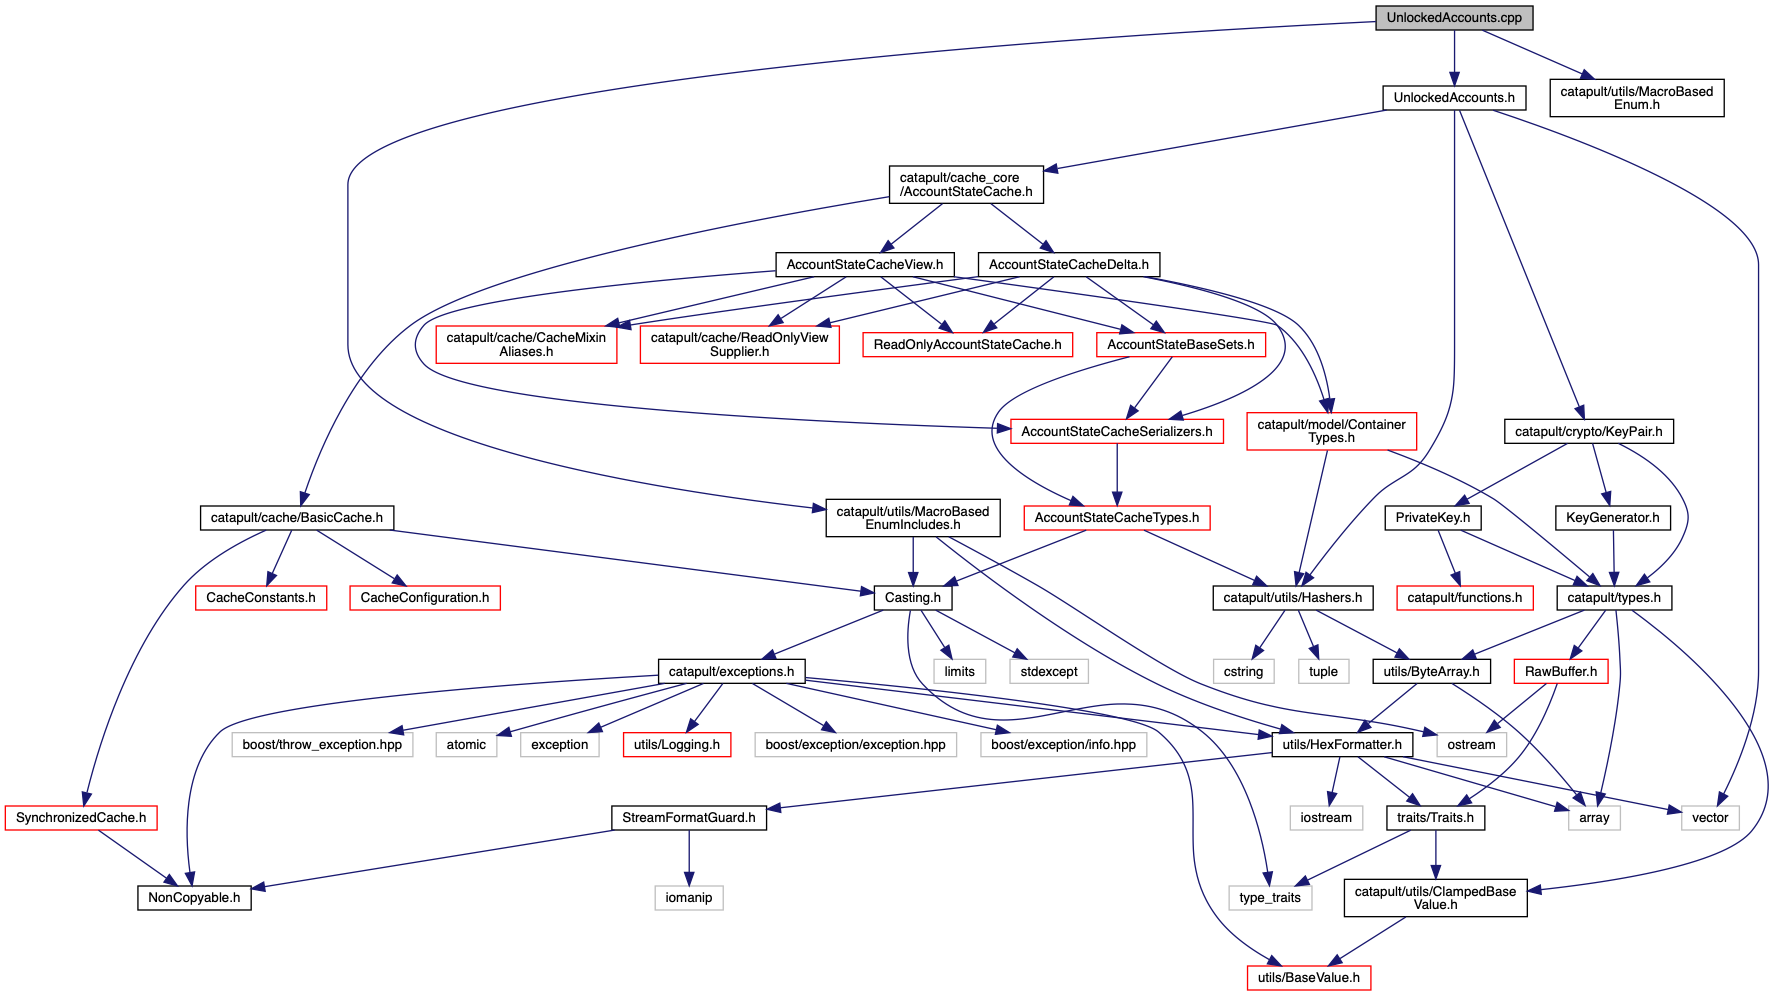 UnlockedAccounts.cpp
UnlockedAccounts.h
catapult/utils/MacroBased
Enum.h
catapult/cache_core
/AccountStateCache.h
AccountStateCacheView.h
AccountStateCacheDelta.h
catapult/cache/CacheMixin
Aliases.h
catapult/cache/ReadOnlyView
Supplier.h
ReadOnlyAccountStateCache.h
AccountStateBaseSets.h
AccountStateCacheSerializers.h
catapult/model/Container
Types.h
catapult/crypto/KeyPair.h
catapult/cache/BasicCache.h
catapult/utils/MacroBased
EnumIncludes.h
AccountStateCacheTypes.h
PrivateKey.h
KeyGenerator.h
CacheConstants.h
CacheConfiguration.h
Casting.h
catapult/utils/Hashers.h
catapult/functions.h
catapult/types.h
catapult/exceptions.h
limits
stdexcept
cstring
tuple
utils/ByteArray.h
RawBuffer.h
boost/throw_exception.hpp
atomic
exception
utils/Logging.h
boost/exception/exception.hpp
boost/exception/info.hpp
utils/HexFormatter.h
ostream
SynchronizedCache.h
StreamFormatGuard.h
iostream
traits/Traits.h
array
vector
NonCopyable.h
iomanip
type_traits
catapult/utils/ClampedBase
Value.h
utils/BaseValue.h